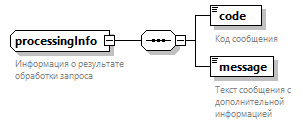 processingInfo
Информация о результате
обработки запроса
code
Код сообщения
message
Текст сообщения с
дополнительной
информацией